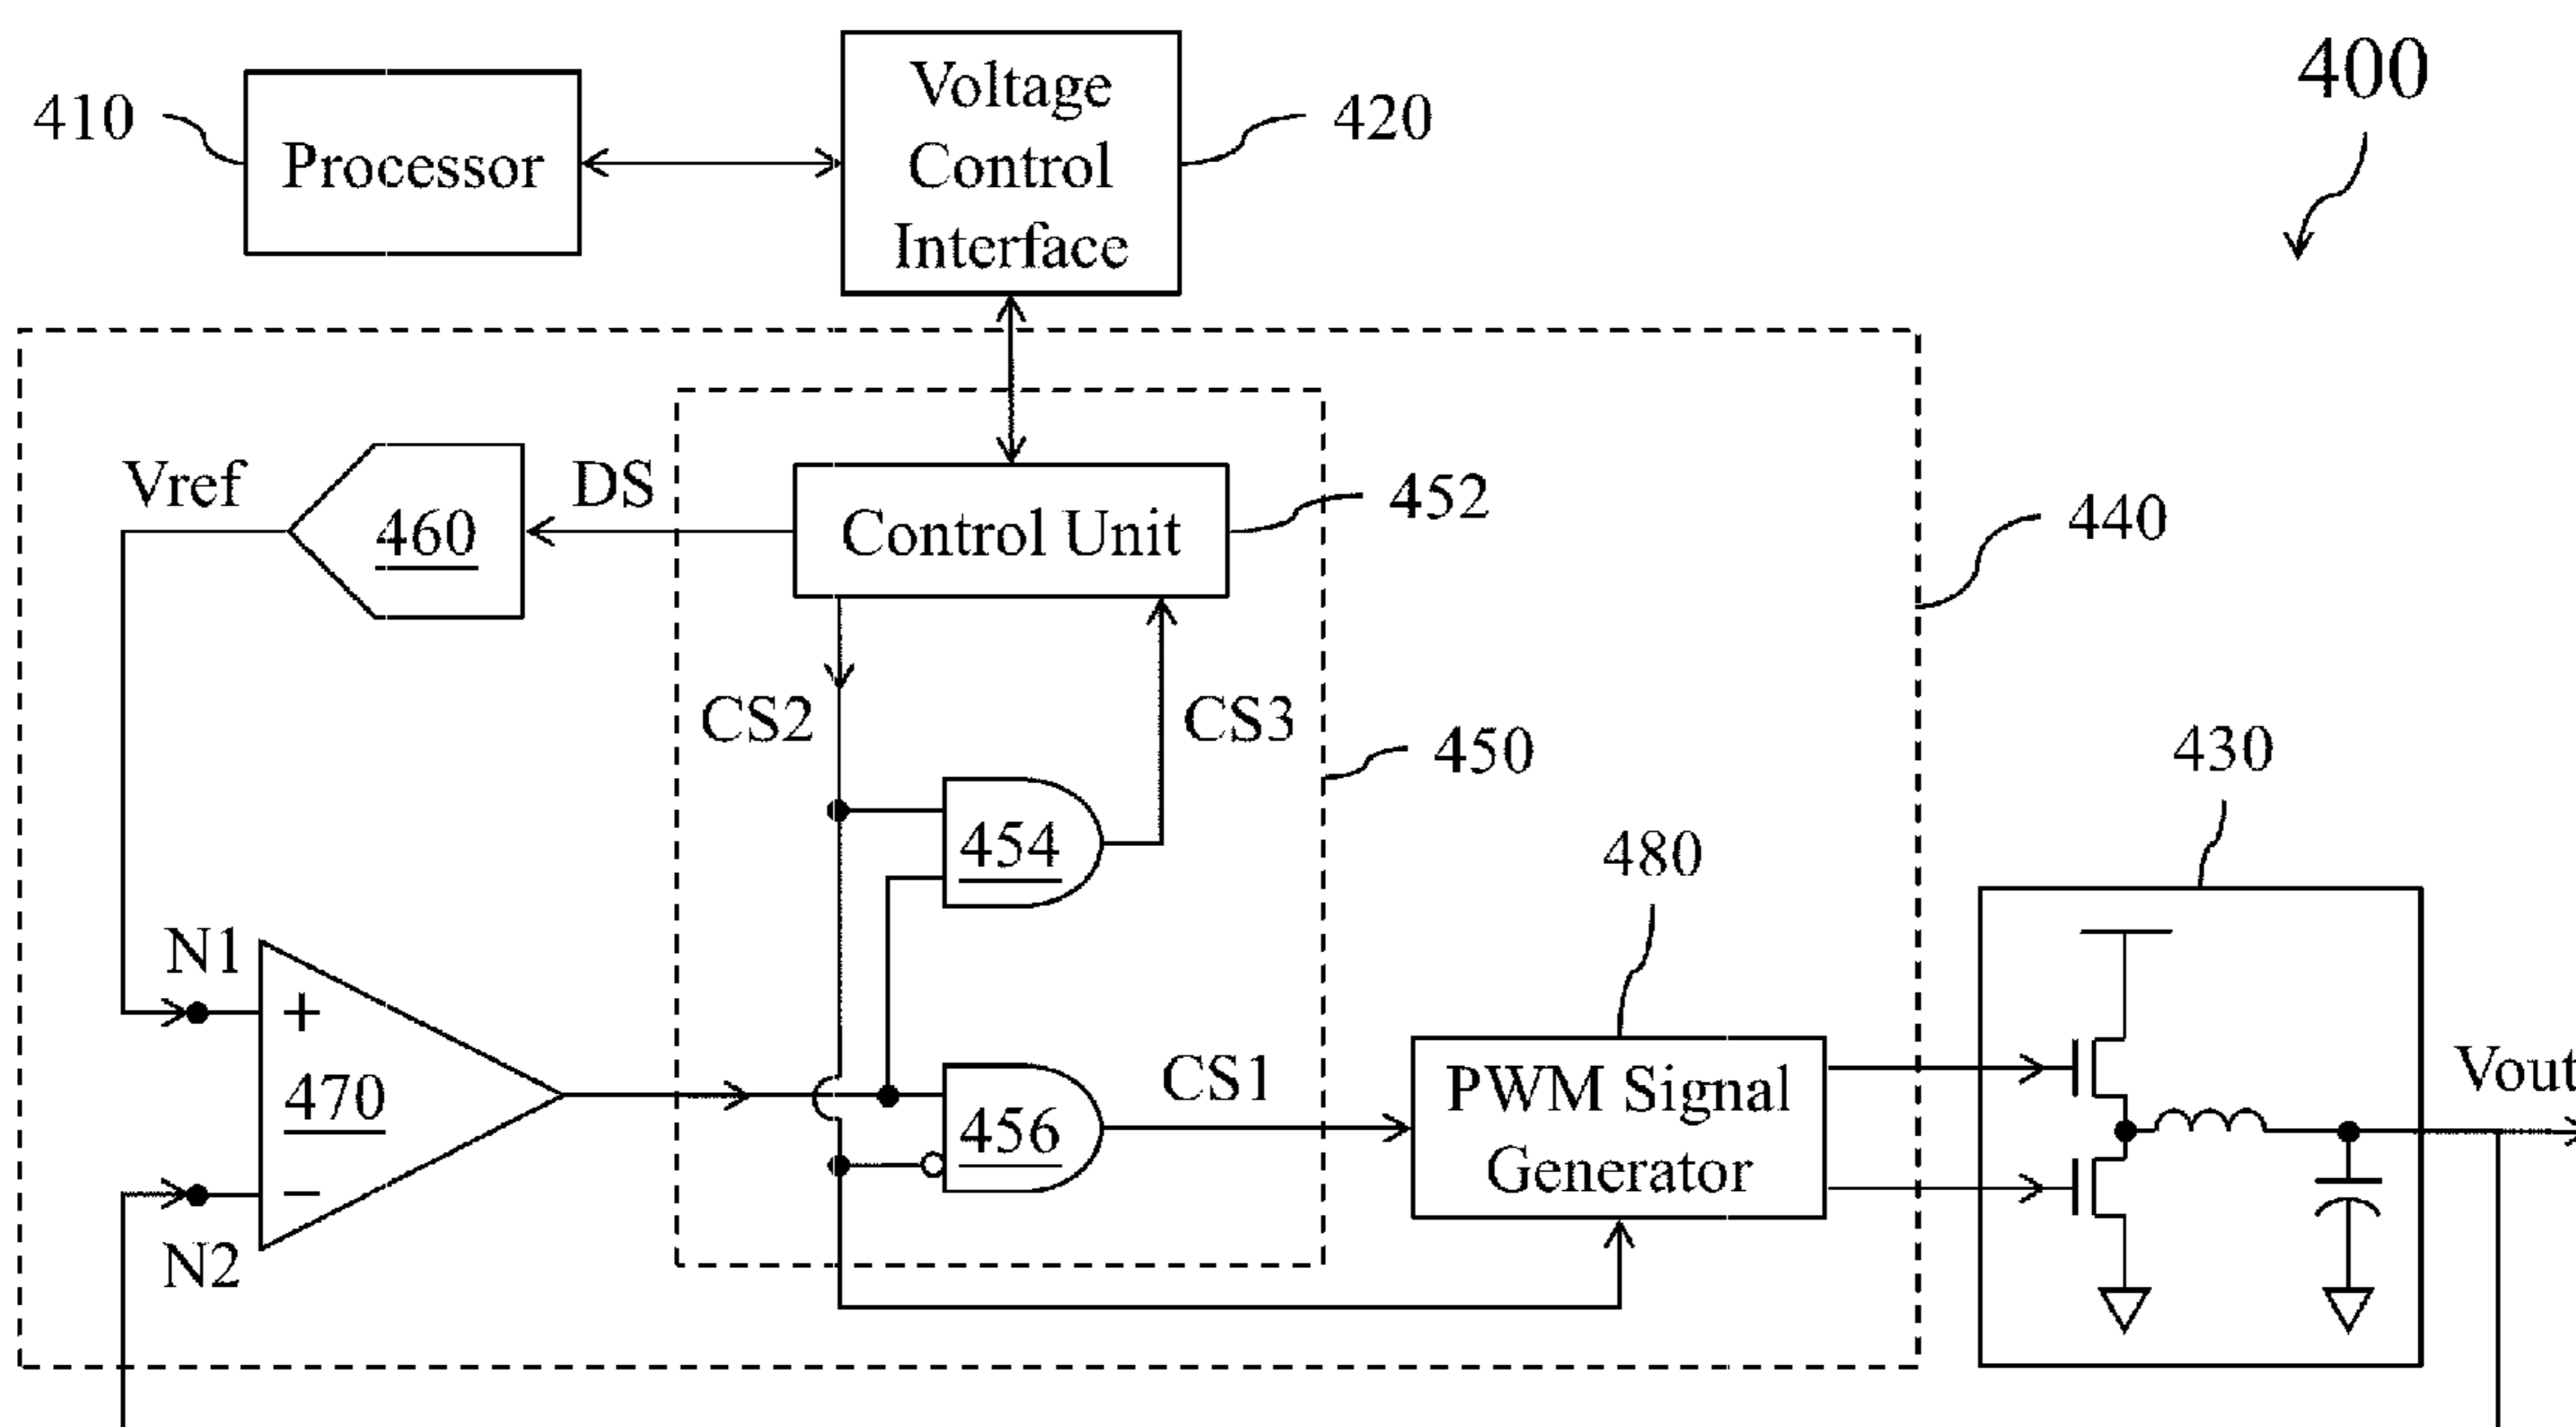 400
410
Processor
Voltage
Control
Interface
420
Vref
460
DS
Control Unit
452
440
CS2
CS3
450
454
430
480
N1
+
470
−
N2
456
CS1
PWM Signal
Generator
Vout